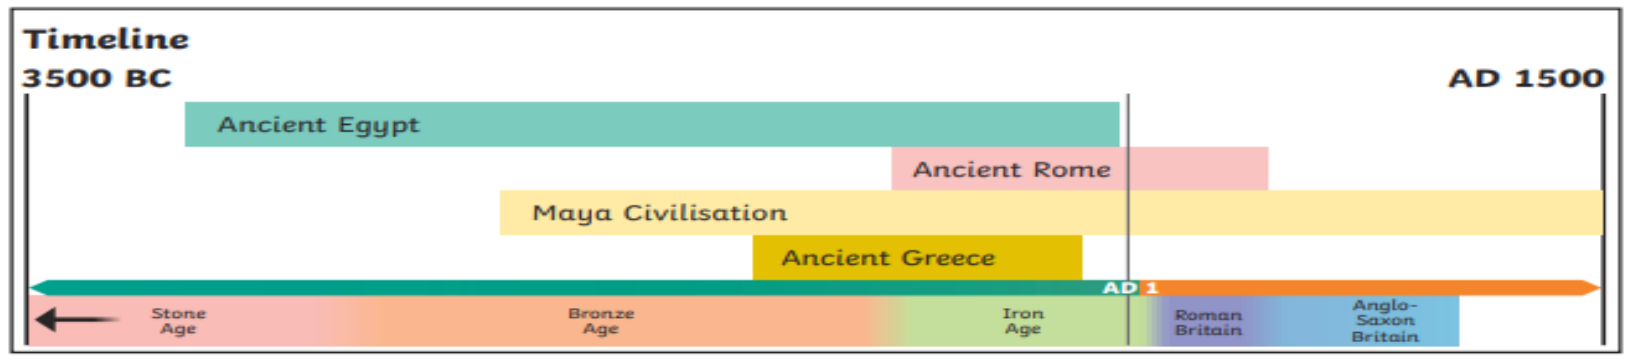 Timeline
3500 BC
AD 1500
Ancient Egypt
Ancient Rome
Maya Civilisation
Ancient Greece
AD 1
Stone
Age
Bronze
Age
Iron
Age
Roman
Britain
Anglo-
Saxon
Britain